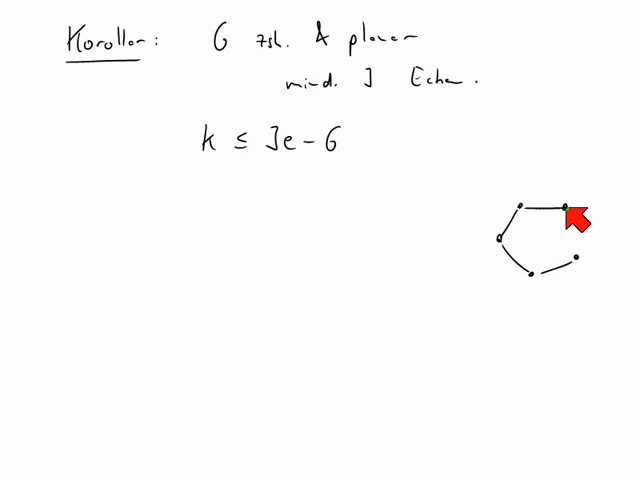 Korollar: G zsh. & planar
mind. 3 Ecken.
k ≤ 3e - 6